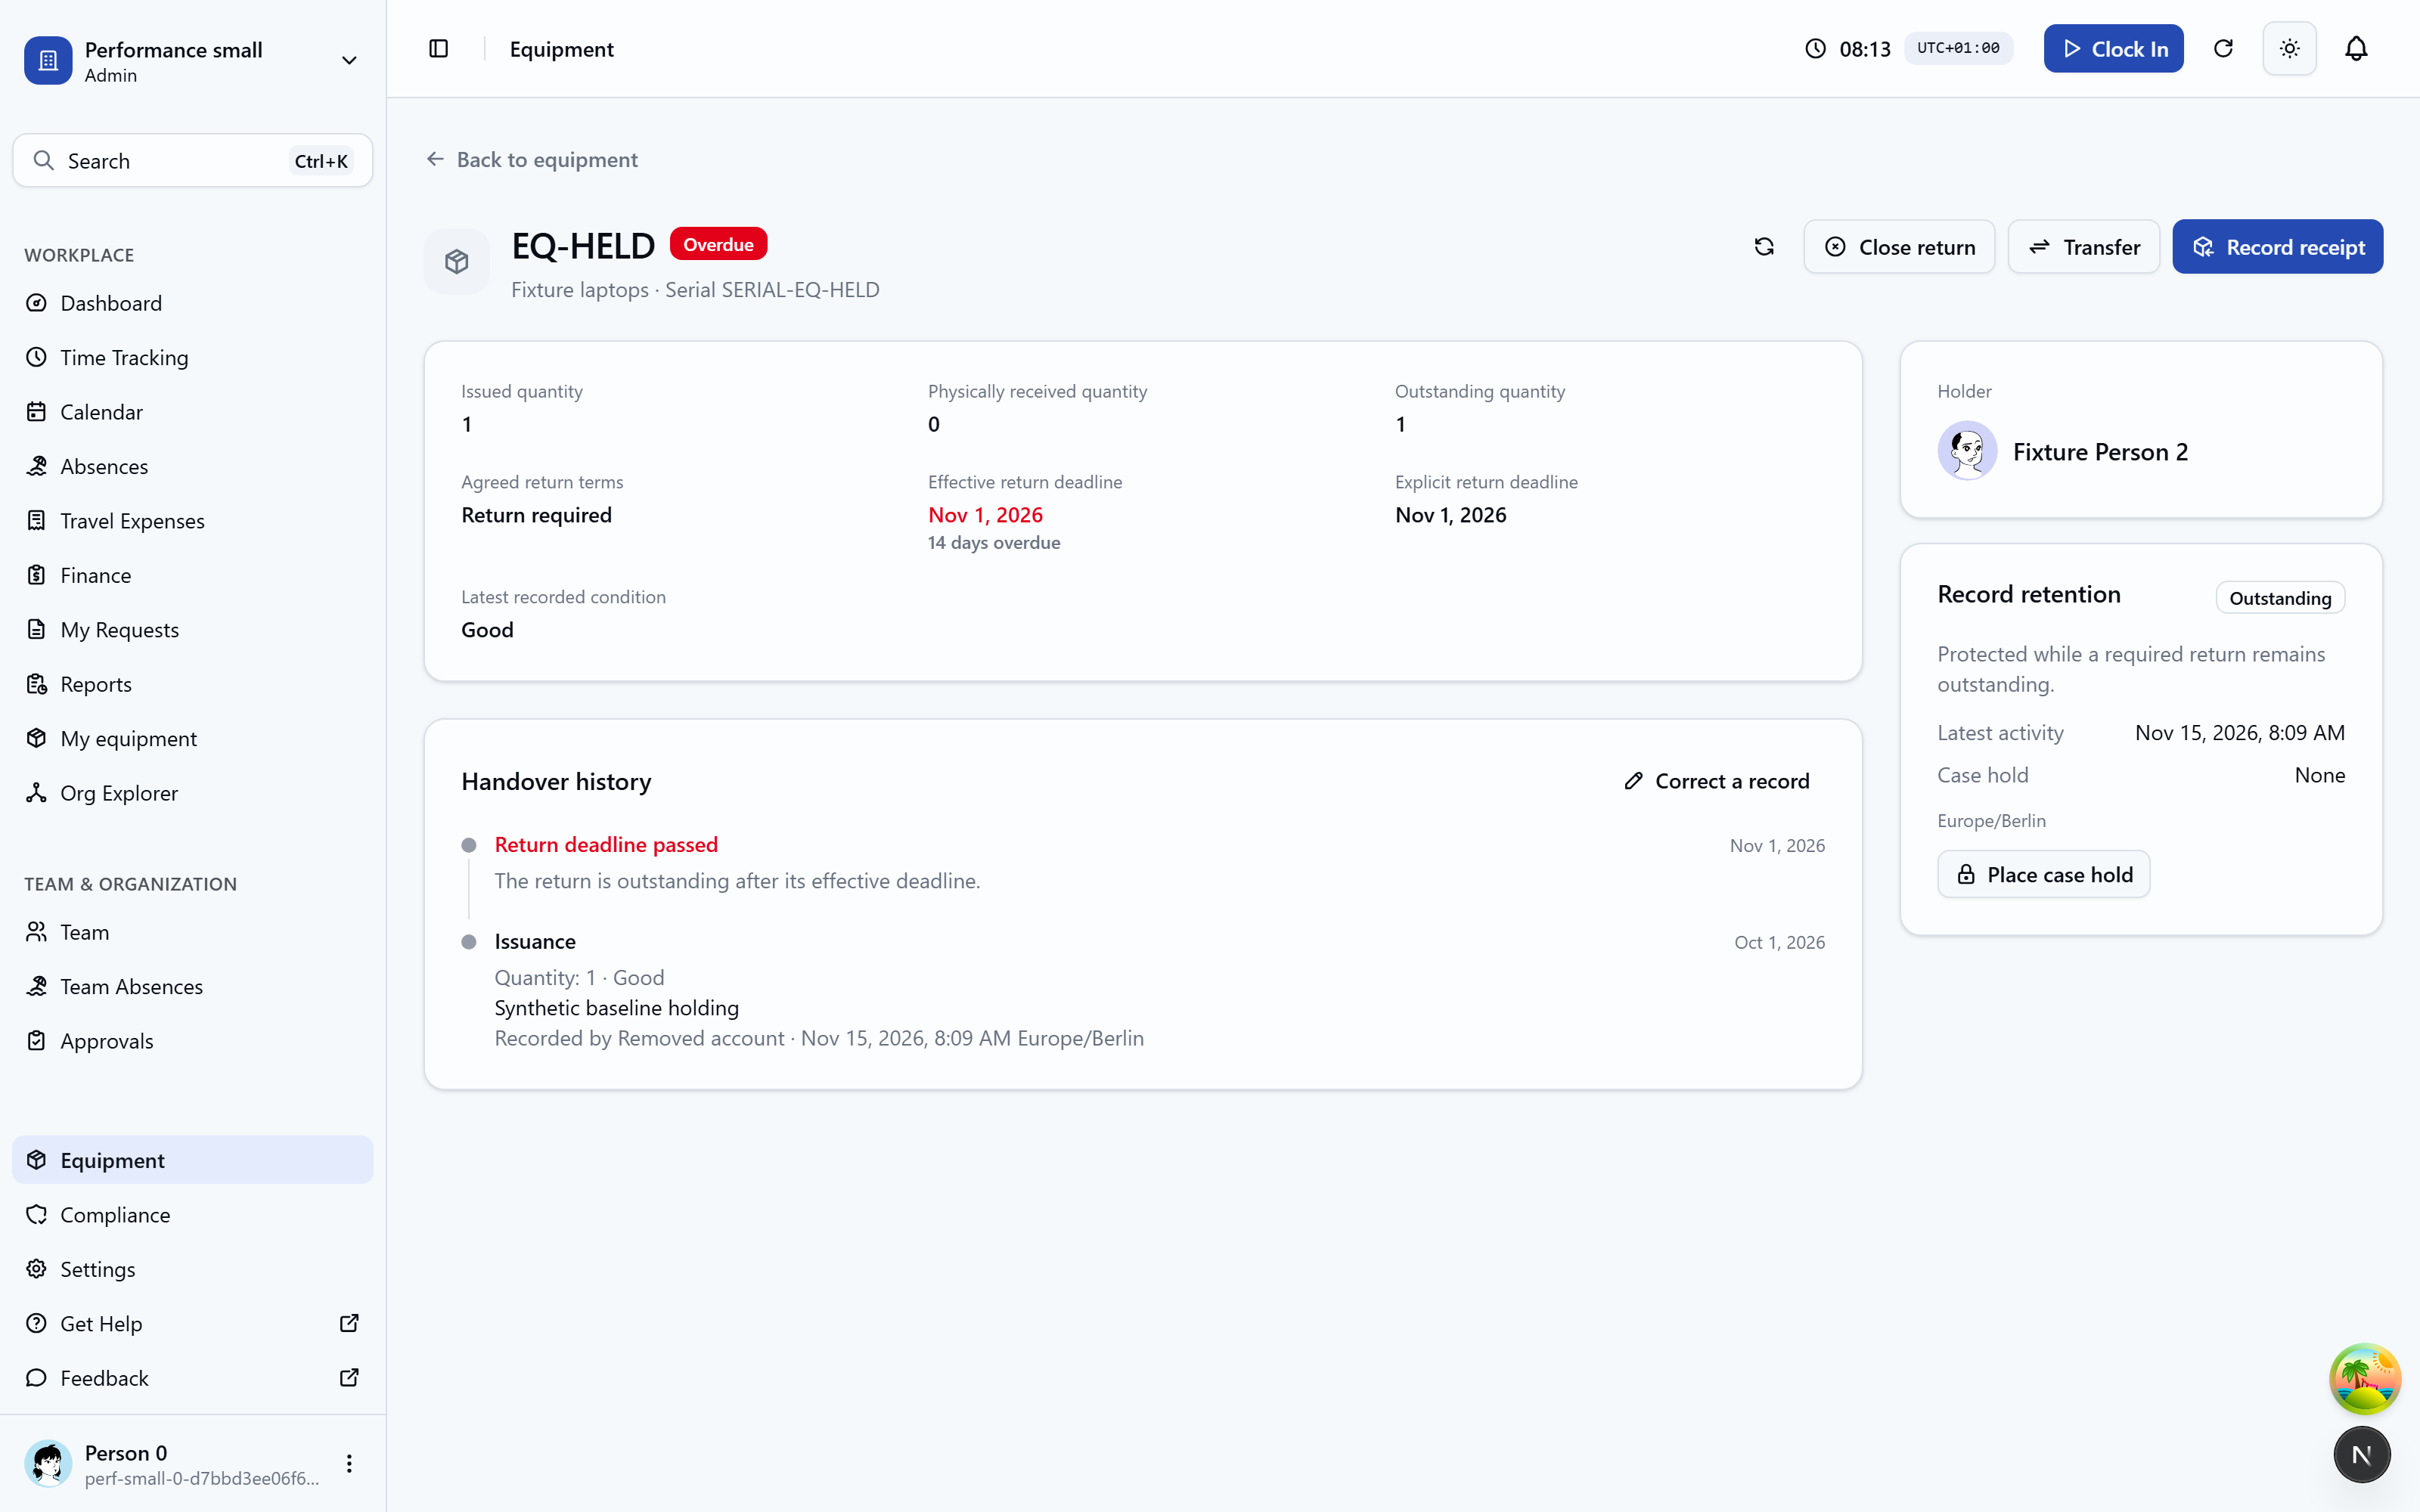 Performance small
Admin
Search
Ctrl+K
WORKPLACE
Dashboard
Time Tracking
Calendar
Absences
Travel Expenses
Finance
My Requests
Reports
My equipment
Org Explorer
TEAM & ORGANIZATION
Team
Team Absences
Approvals
Equipment
Compliance
Settings
Get Help
Feedback
Person 0
perf-small-0-d7bbd3ee06f6...
Equipment
08:13
UTC+01:00
Clock In
Back to equipment
EQ-HELD
Overdue
Fixture laptops · Serial SERIAL-EQ-HELD
Close return
Transfer
Record receipt
Issued quantity
1
Physically received quantity
0
Outstanding quantity
1
Agreed return terms
Return required
Effective return deadline
Nov 1, 2026
14 days overdue
Explicit return deadline
Nov 1, 2026
Latest recorded condition
Good
Handover history
Correct a record
Return deadline passed
Nov 1, 2026
The return is outstanding after its effective deadline.
Issuance
Oct 1, 2026
Quantity: 1 · Good
Synthetic baseline holding
Recorded by Removed account · Nov 15, 2026, 8:09 AM Europe/Berlin
Holder
Fixture Person 2
Record retention
Outstanding
Protected while a required return remains
outstanding.
Latest activity
Nov 15, 2026, 8:09 AM
Case hold
None
Europe/Berlin
Place case hold
N